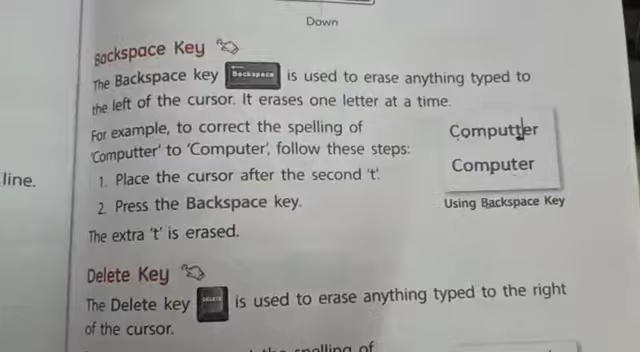 Down
Backspace Key
The Backspace key Backspace is used to erase anything typed to
the left of the cursor. It erases one letter at a time.
For example, to correct the spelling of
'Computter' to 'Computer', follow these steps:
1. Place the cursor after the second 't'.
2. Press the Backspace key.
The extra 't' is erased.
Computter
Computer
Using Backspace Key
line.
Delete Key
The Delete key DELETE is used to erase anything typed to the right
of the cursor.
the spelling of